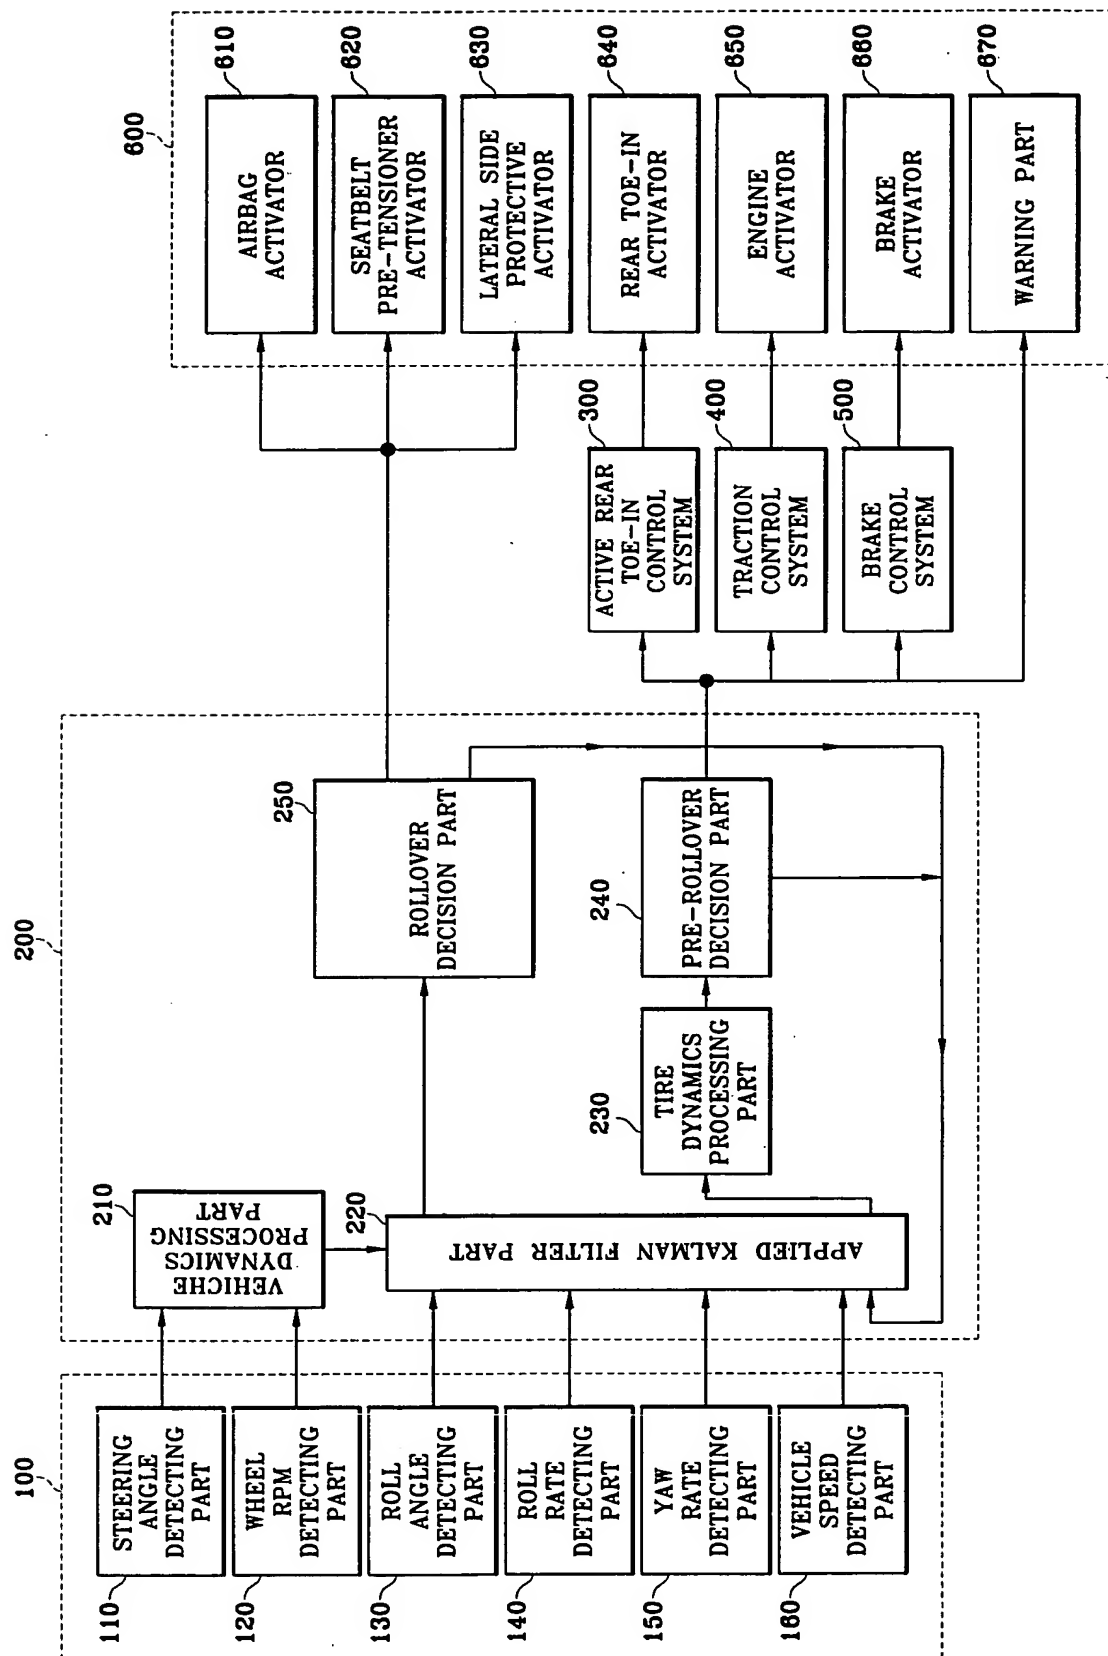 100
110
STEERING
ANGLE
DETECTING
PART
120
WHEEL
RPM
DETECTING
PART
130
ROLL
ANGLE
DETECTING
PART
140
ROLL
RATE
DETECTING
PART
150
YAW
RATE
DETECTING
PART
160
VEHICLE
SPEED
DETECTING
PART
200
210
VEHICHE
DYNAMICS
PROCESSING
PART
220
APPLIED KALMAN FILTER PART
230
TIRE
DYNAMICS
PROCESSING
PART
240
PRE-ROLLOVER
DECISION PART
250
ROLLOVER
DECISION PART
300
ACTIVE REAR
TOE-IN
CONTROL
SYSTEM
400
TRACTION
CONTROL
SYSTEM
500
BRAKE
CONTROL
SYSTEM
600
610
AIRBAG
ACTIVATOR
620
SEATBELT
PRE-TENSIONER
ACTIVATOR
630
LATERAL SIDE
PROTECTIVE
ACTIVATOR
640
REAR TOE-IN
ACTIVATOR
650
ENGINE
ACTIVATOR
660
BRAKE
ACTIVATOR
670
WARNING PART